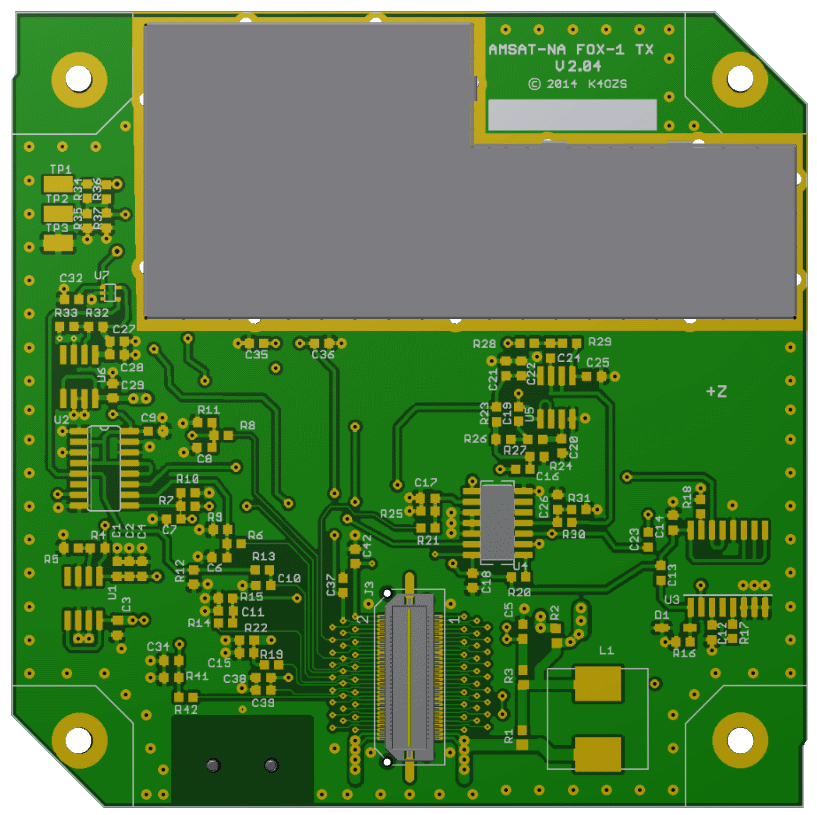 AMSAT-NA FOX-1 TX
V2.04
© 2014 K4OZS
TP1
R34
R36
TP2
R35
R37
TP3
U7
C32
R33 R32
C27
C28
U6
C29
U2
C9
C35
C36
R28
R29
C24
C21
C22
C25
+Z
R23
C19
U5
R26
R27
C20
R24
C16
R11
R8
C8
R10
R7
C7
R9
R6
C6
C17
R25
R21
C26
R31
R30
R18
C14
C23
C13
R5
R4
C1
C2
C4
U1
C3
R12
R13
C10
R15
C11
R14
R22
C15
R19
C34
R41
C38
C39
R42
C42
C37
J3
2
1
C18
U4
R20
C5
R2
R3
R1
L1
U3
D1
R16
C12
R17